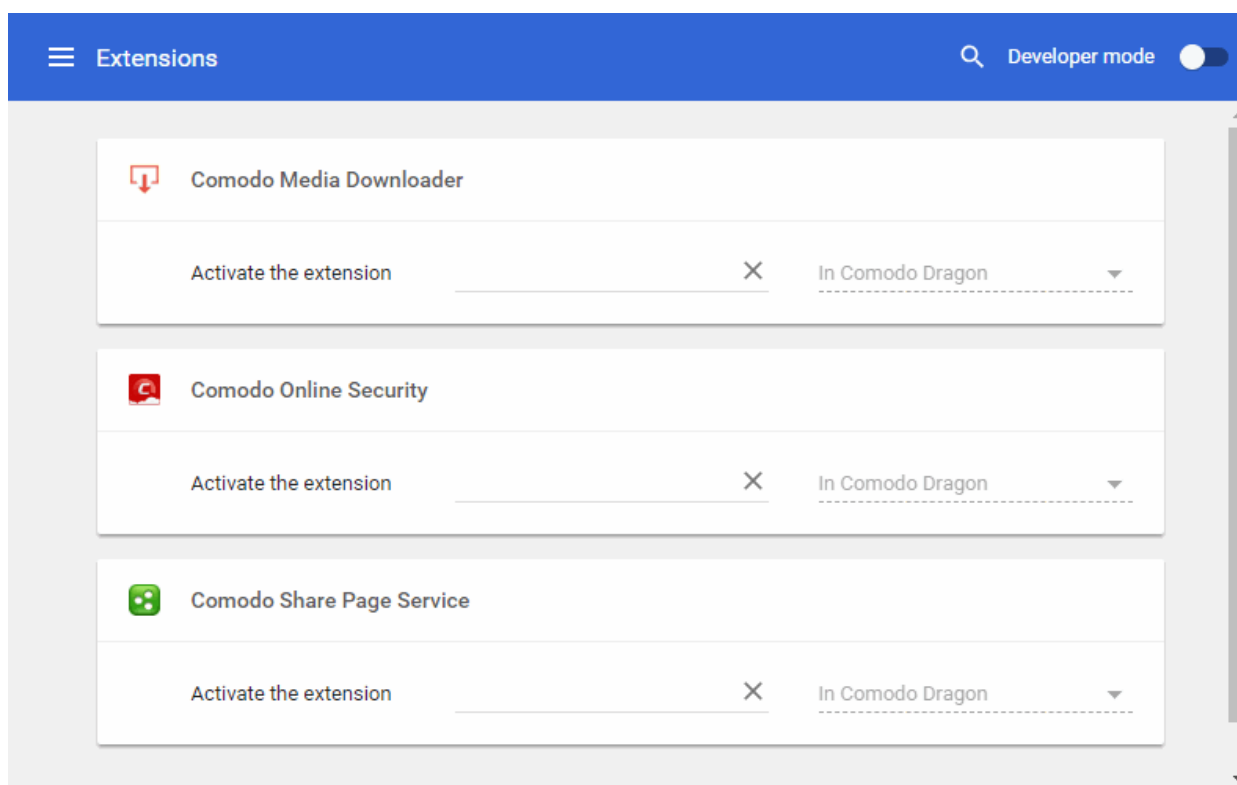 Extensions
Developer mode
Comodo Media Downloader
Activate the extension
In Comodo Dragon
Comodo Online Security
Activate the extension
In Comodo Dragon
Comodo Share Page Service
Activate the extension
In Comodo Dragon